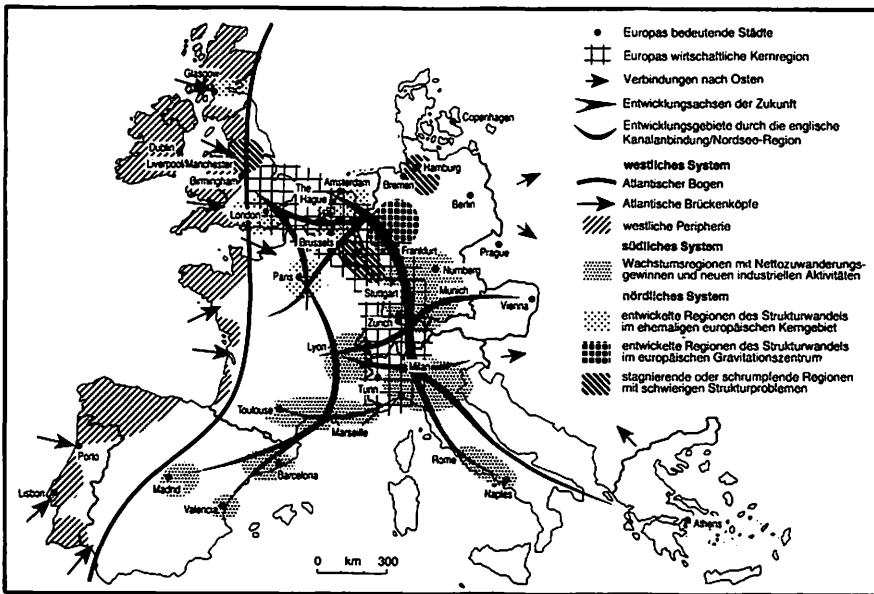 Europas bedeutende Städte
Europas wirtschaftliche Kernregion
Verbindungen nach Osten
Entwicklungsachsen der Zukunft
Entwicklungsgebiete durch die englische
Kanalanbindung/Nordsee-Region
westliches System
Atlantischer Bogen
Atlantische Brückenköpfe
westliche Peripherie
südliches System
Wachstumsregionen mit Nettozuwanderungs-
gewinnen und neuen industriellen Aktivitäten
nördliches System
entwickelte Regionen des Strukturwandels
im ehemaligen europäischen Kerngebiet
entwickelte Regionen des Strukturwandels
im europäischen Gravitationszentrum
stagnierende oder schrumpfende Regionen
mit schwierigen Strukturproblemen
Glasgow
Copenhagen
Dublin
Liverpool/Manchester
Hamburg
Birmingham
The
Hague
Amsterdam
Bremen
Berlin
London
Brussels
Frankfurt
Prague
Paris
Nurnberg
Stuttgart
Munich
Vienna
Zurich
Lyon
Milan
Turin
Toulouse
Marseille
Porto
Rome
Barcelona
Madrid
Naples
Lisbon
Valencia
Athens
0 km 300